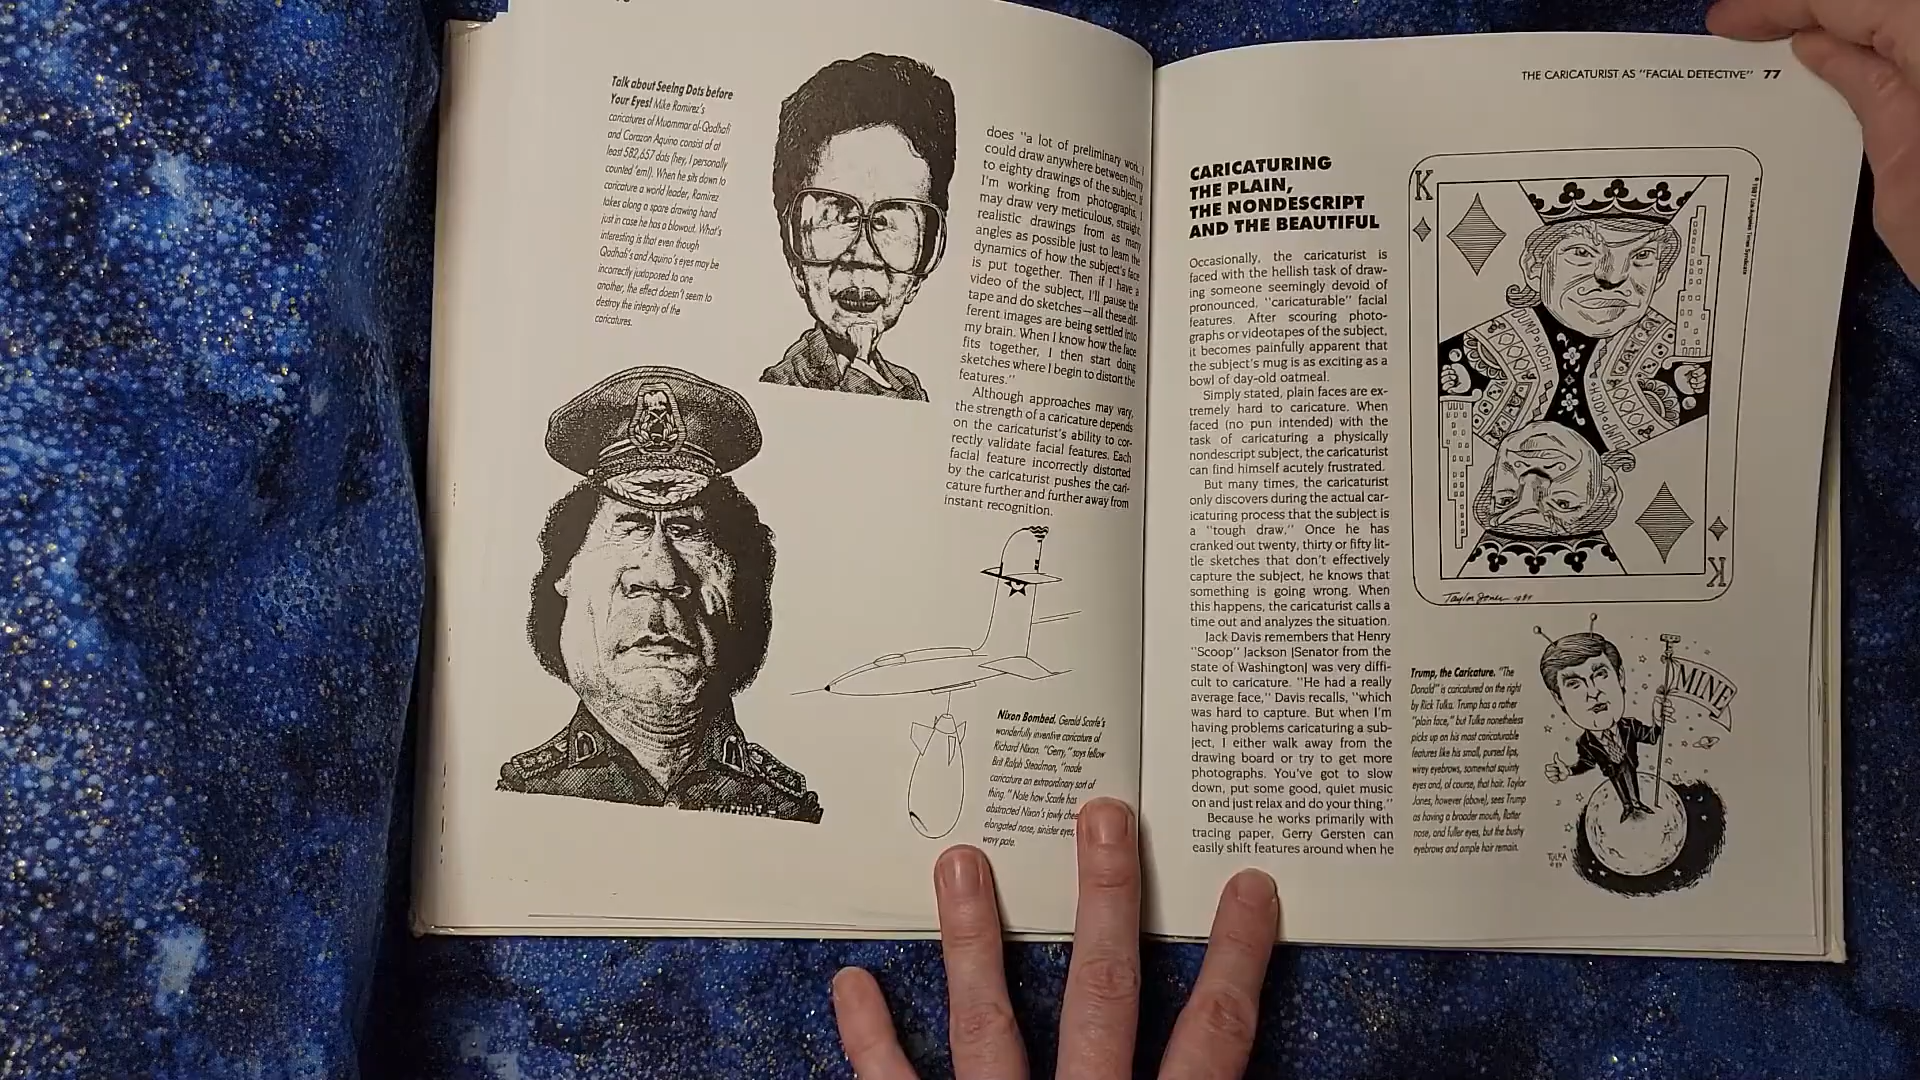 Talk about Seeing Dots before
Your Eyes! Mike Ramirez's
caricatures of Muammar al-Qadhafi
and Corazon Aquino consist of at
least 582,657 dots (hey, I personally
counted 'em!). When he sits down to
caricature a world leader, Ramirez
takes along a spare drawing hand
just in case he has a blowout. What's
interesting is that even though
Qadhafi's and Aquino's eyes may be
incorrectly juxtaposed to one
another, the effect doesn't seem to
destroy the integrity of the
caricatures.
does "a lot of preliminary work. I
could draw anywhere between thirty
to eighty drawings of the subject. If
I'm working from photographs, I
may draw very meticulous, straight,
realistic drawings from as many
angles as possible just to learn the
dynamics of how the subject's face
is put together. Then if I have a
video of the subject, I'll pause the
tape and do sketches—all these dif-
ferent images are being settled into
my brain. When I know how the face
fits together, I then start doing
sketches where I begin to distort the
features."
Although approaches may vary,
the strength of a caricature depends
on the caricaturist's ability to cor-
rectly validate facial features. Each
facial feature incorrectly distorted
by the caricaturist pushes the cari-
cature further and further away from
instant recognition.
Nixon Bombed. Gerald Scarfe's
wonderfully inventive caricature of
Richard Nixon. "Gerry," says fellow
Brit Ralph Steadman, "made
caricature an extraordinary sort of
thing." Note how Scarfe has
abstracted Nixon's jowly
elongated nose, sinister eyes,
wavy pate.
THE CARICATURIST AS "FACIAL DETECTIVE" 77
CARICATURING
THE PLAIN,
THE NONDESCRIPT
AND THE BEAUTIFUL
Occasionally, the caricaturist is
faced with the hellish task of draw-
ing someone seemingly devoid of
pronounced, "caricaturable" facial
features. After scouring photo-
graphs or videotapes of the subject,
it becomes painfully apparent that
the subject's mug is as exciting as a
bowl of day-old oatmeal.
Simply stated, plain faces are ex-
tremely hard to caricature. When
faced (no pun intended) with the
task of caricaturing a physically
nondescript subject, the caricaturist
can find himself acutely frustrated.
But many times, the caricaturist
only discovers during the actual car-
icaturing process that the subject is
a "tough draw." Once he has
cranked out twenty, thirty or fifty lit-
tle sketches that don't effectively
capture the subject, he knows that
something is going wrong. When
this happens, the caricaturist calls a
time out and analyzes the situation.
Jack Davis remembers that Henry
"Scoop" Jackson [Senator from the
state of Washington] was very diffi-
cult to caricature. "He had a really
average face," Davis recalls, "which
was hard to capture. But when I'm
having problems caricaturing a sub-
ject, I either walk away from the
drawing board or try to get more
photographs. You've got to slow
down, put some good, quiet music
on and just relax and do your thing."
Because he works primarily with
tracing paper, Gerry Gersten can
easily shift features around when he
K
DUMP KOCH
DUMP KOCH
K
Taylor Jones
Trump, the Caricature. "The
Donald" is caricatured on the right
by Rick Tulka. Trump has a rather
"plain face," but Tulka nonetheless
picks up on his most caricaturable
features like his small, pursed lips,
wirey eyebrows, somewhat squinty
eyes and, of course, that hair. Taylor
Jones, however (above), sees Trump
as having a broader mouth, flatter
nose, and fuller eyes, but the bushy
eyebrows and ample hair remain.
MINE
TULKA